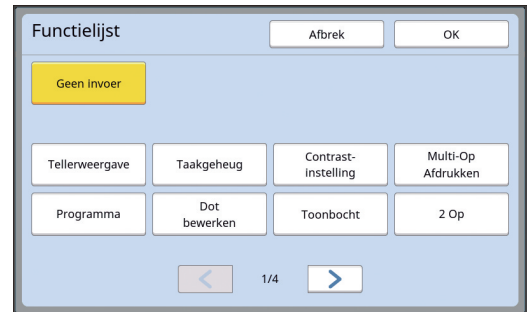 Functielijst
Afbrek
OK
Geen invoer
Tellerweergave
Taakgeheug
Contrast-
instelling
Multi-Op
Afdrukken
Programma
Dot
bewerken
Toonbocht
2 Op
1/4